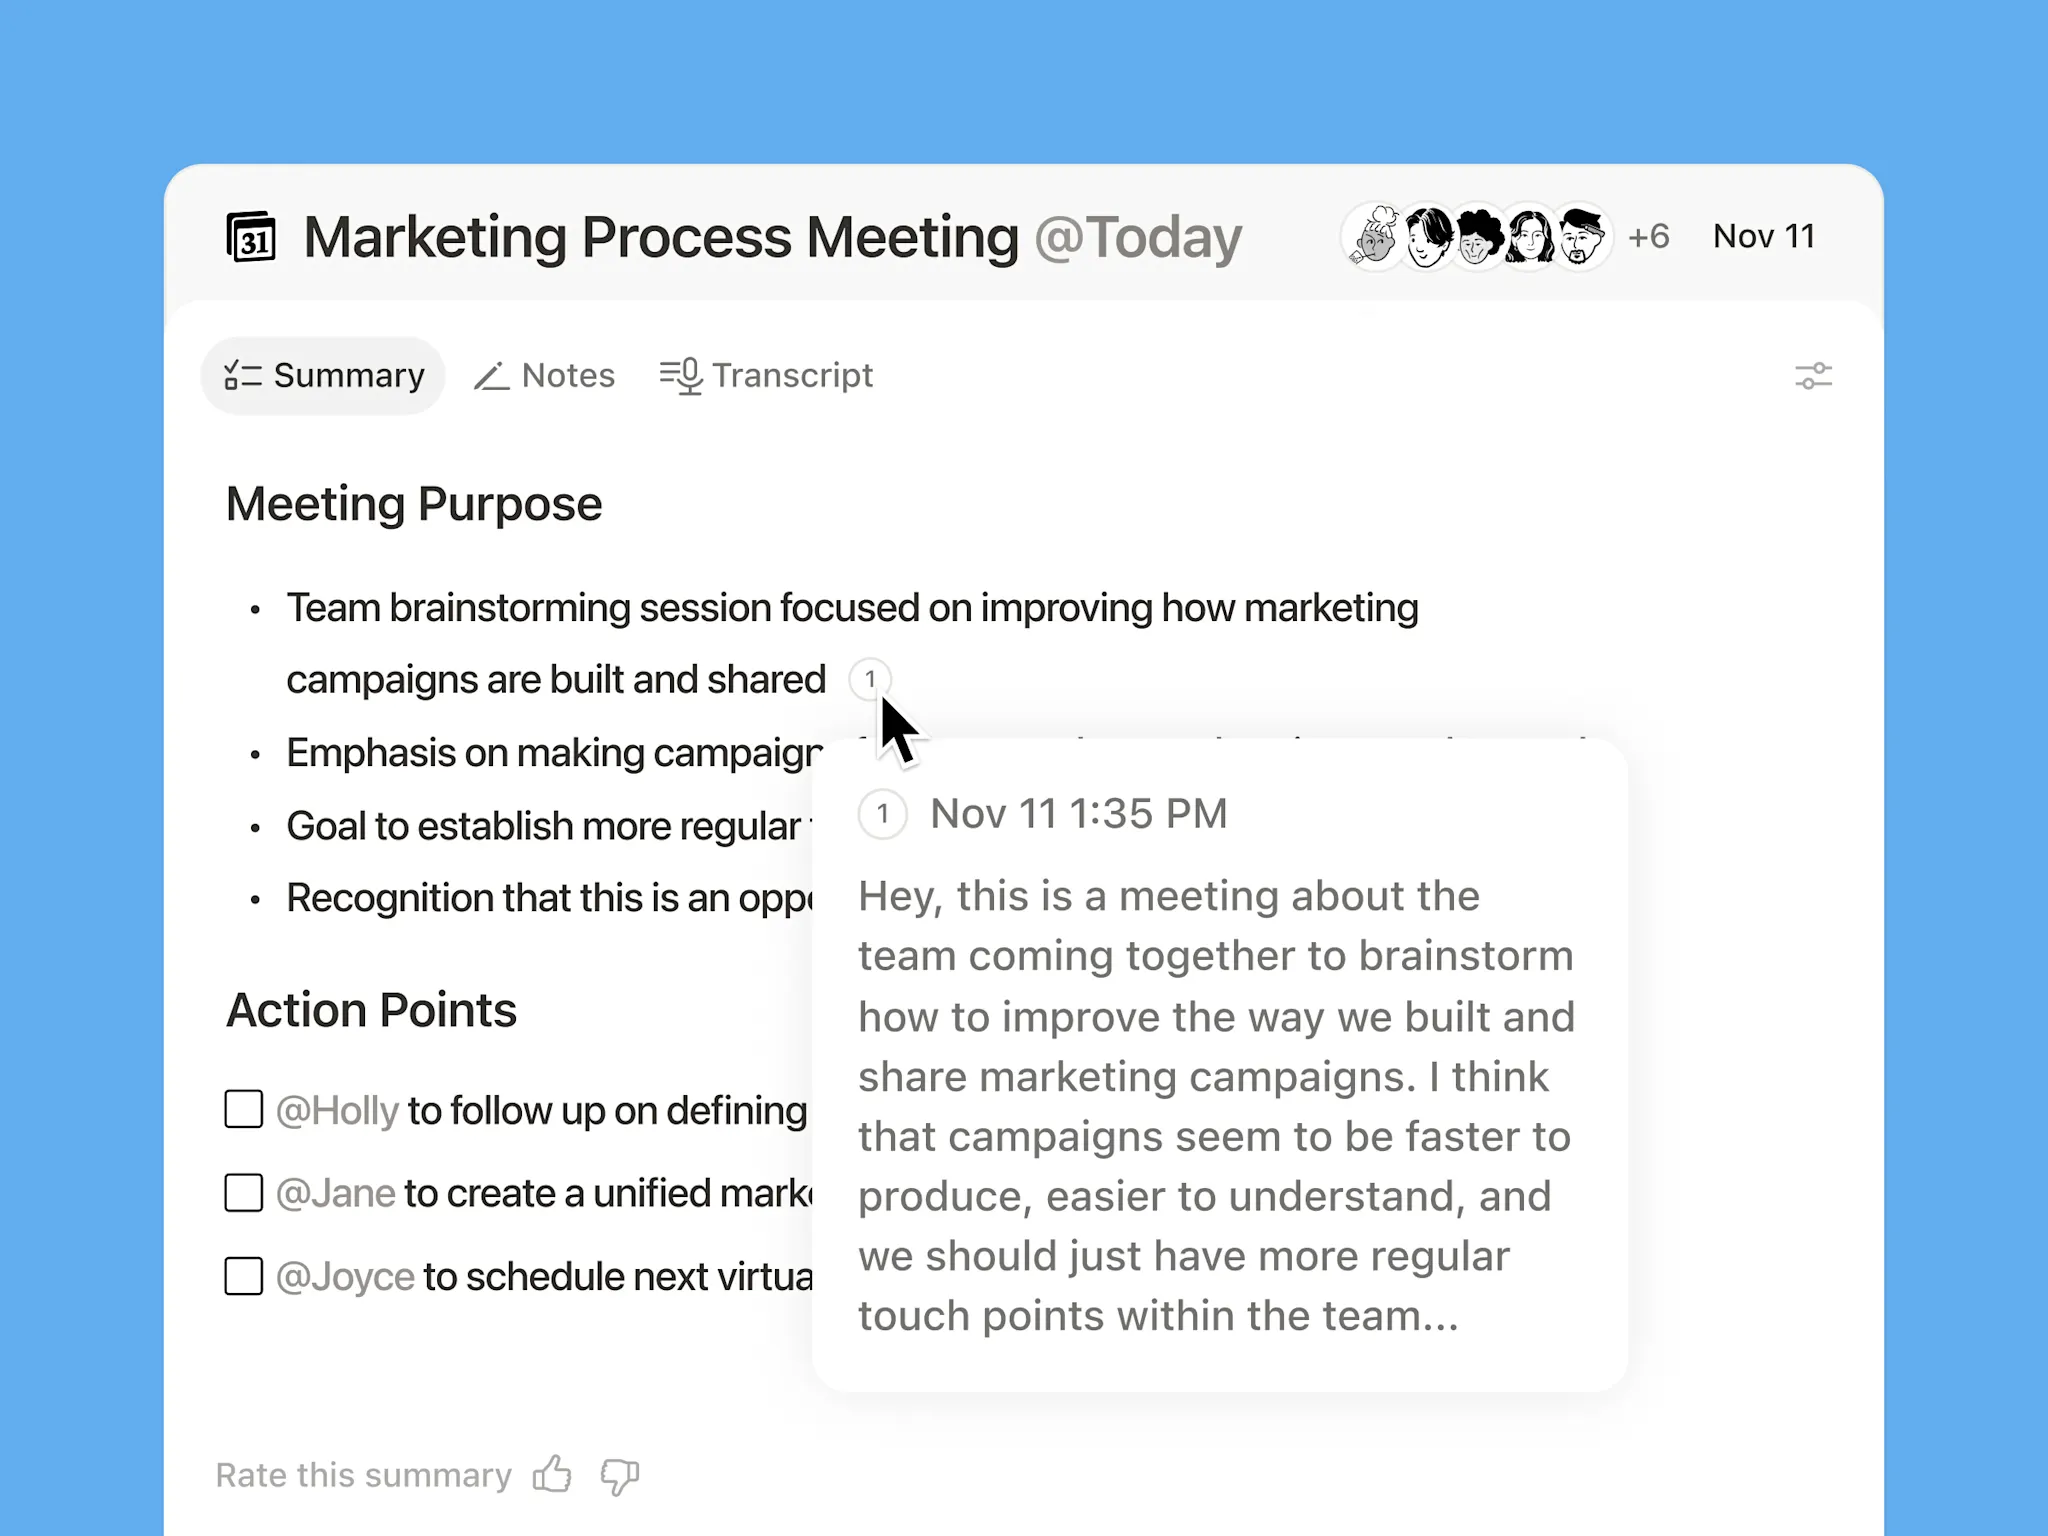 31 Marketing Process Meeting @Today +6 Nov 11
Summary Notes Transcript
Meeting Purpose
• Team brainstorming session focused on improving how marketing
campaigns are built and shared 1
• Emphasis on making
• Goal to establish more regular
• Recognition that this is an
1 Nov 11 1:35 PM
Hey, this is a meeting about the
team coming together to brainstorm
how to improve the way we built and
share marketing campaigns. I think
that campaigns seem to be faster to
produce, easier to understand, and
we should just have more regular
touch points within the team...
Action Points
@Holly to follow up on defining
@Jane to create a unified
@Joyce to schedule next
Rate this summary